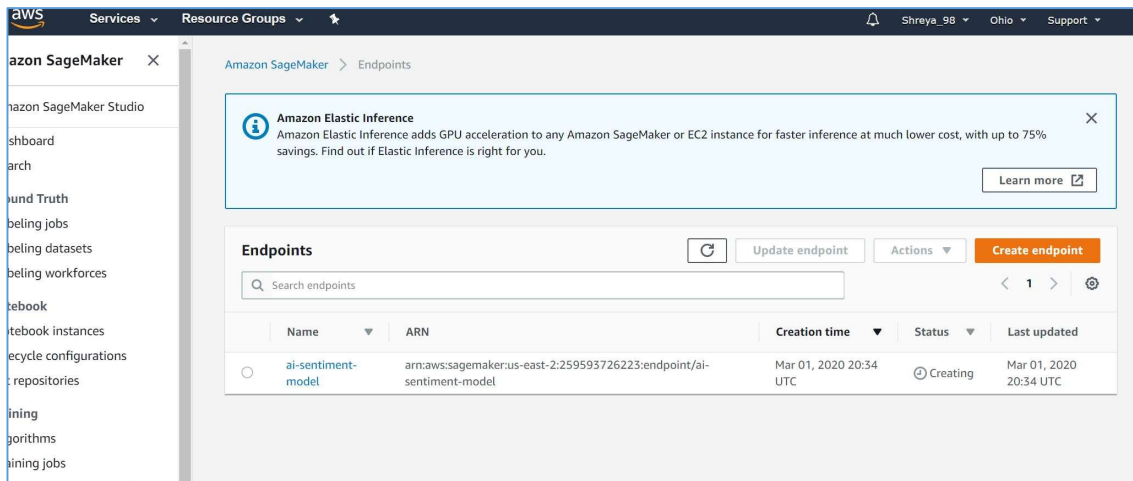 aws Services Resource Groups Shreya_98 Ohio Support
azon SageMaker
Amazon SageMaker > Endpoints
nazon SageMaker Studio
shboard
arch
und Truth
beling jobs
beling datasets
beling workforces
tebook
tebook instances
ecycle configurations
t repositories
ining
gorithms
aining jobs
Amazon Elastic Inference
Amazon Elastic Inference adds GPU acceleration to any Amazon SageMaker or EC2 instance for faster inference at much lower cost, with up to 75%
savings. Find out if Elastic Inference is right for you.
Learn more
Endpoints
Update endpoint Actions Create endpoint
Search endpoints
< 1 >
Name ARN Creation time Status Last updated
ai-sentiment- arn:aws:sagemaker:us-east-2:259593726223:endpoint/ai- Mar 01, 2020 20:34 Creating Mar 01, 2020
model sentiment-model UTC 20:34 UTC